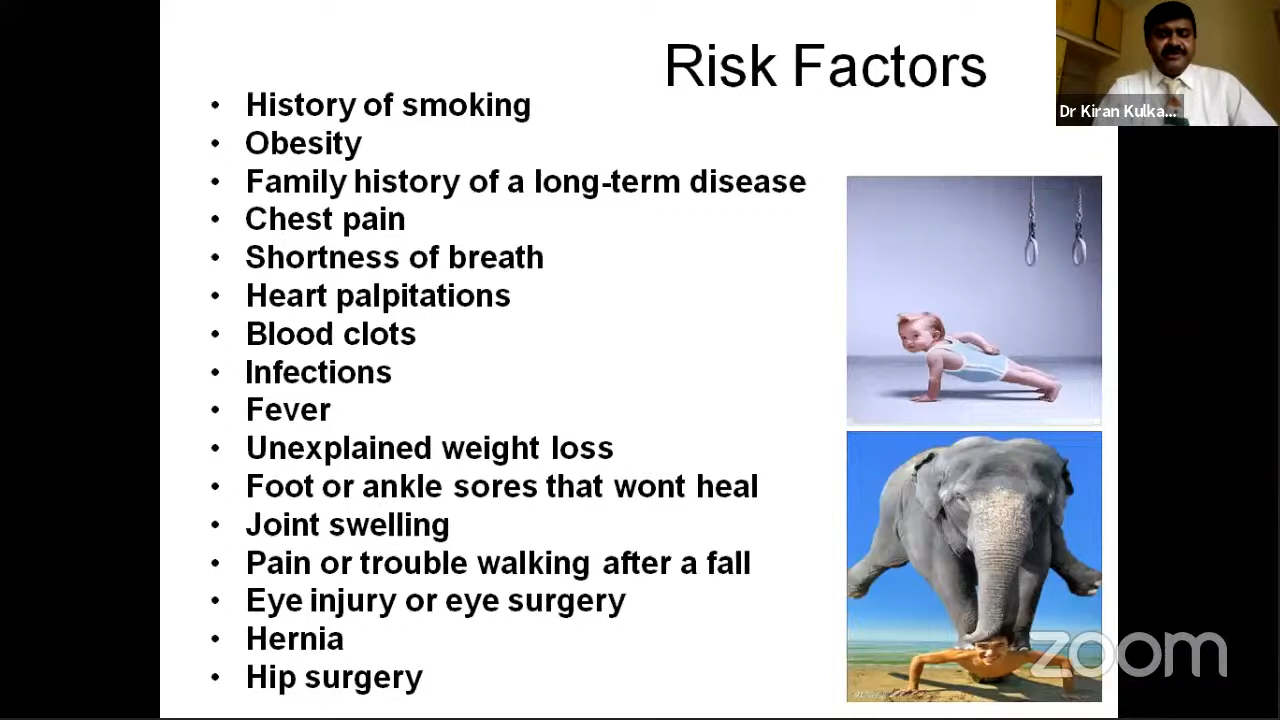 Risk Factors
• History of smoking
• Obesity
• Family history of a long-term disease
• Chest pain
• Shortness of breath
• Heart palpitations
• Blood clots
• Infections
• Fever
• Unexplained weight loss
• Foot or ankle sores that wont heal
• Joint swelling
• Pain or trouble walking after a fall
• Eye injury or eye surgery
• Hernia
• Hip surgery
Dr Kiran Kulka...
zoom